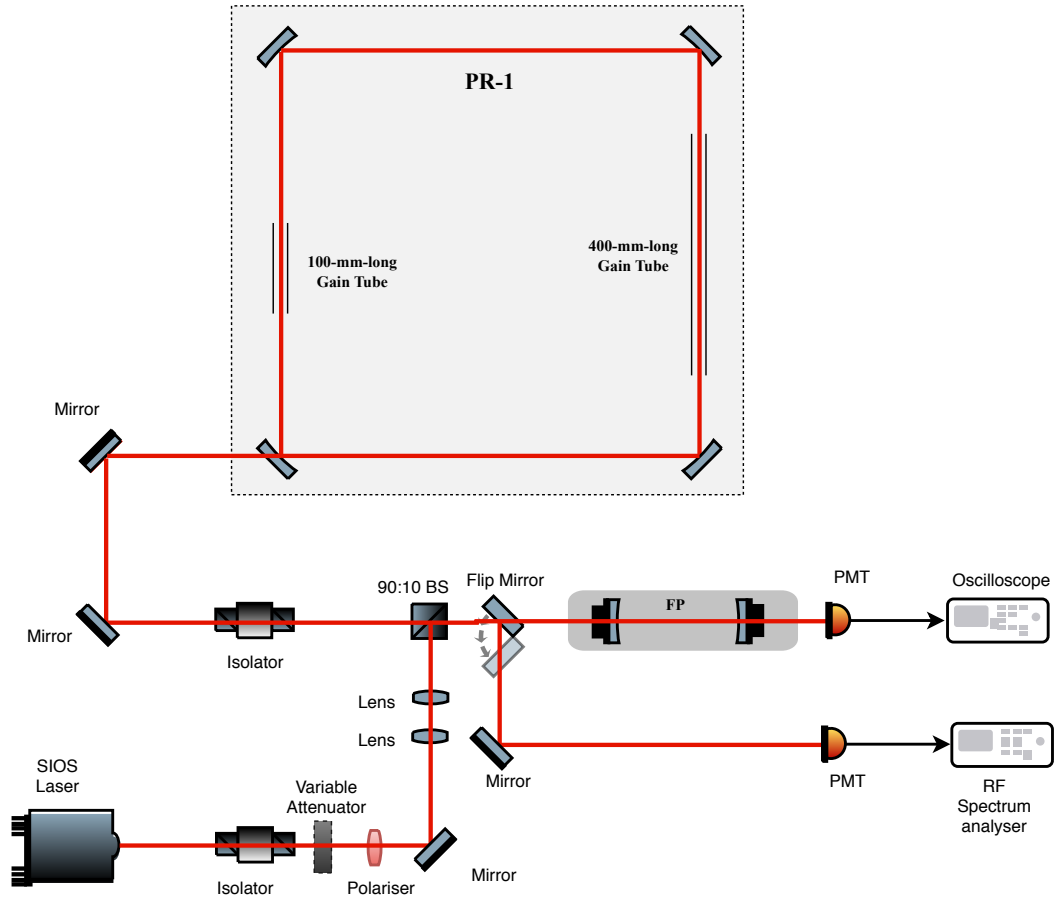 PR-1
100-mm-long
Gain Tube
400-mm-long
Gain Tube
Mirror
Mirror
Isolator
90:10 BS
Flip Mirror
FP
PMT
Oscilloscope
Lens
Lens
Mirror
PMT
RF
Spectrum
analyser
SIOS
Laser
Isolator
Variable
Attenuator
Polariser
Mirror